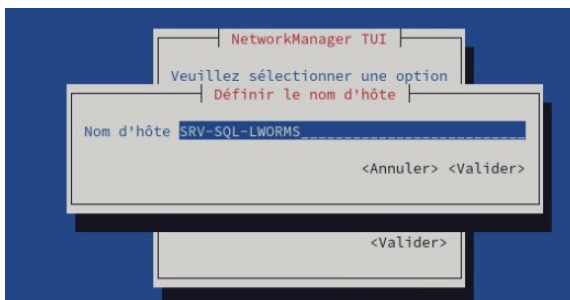 NetworkManager TUI
Veuillez sélectionner une option
Définir le nom d'hôte
Nom d'hôte SRV-SQL-LWORMS
<Annuler> <Valider>
<Valider>